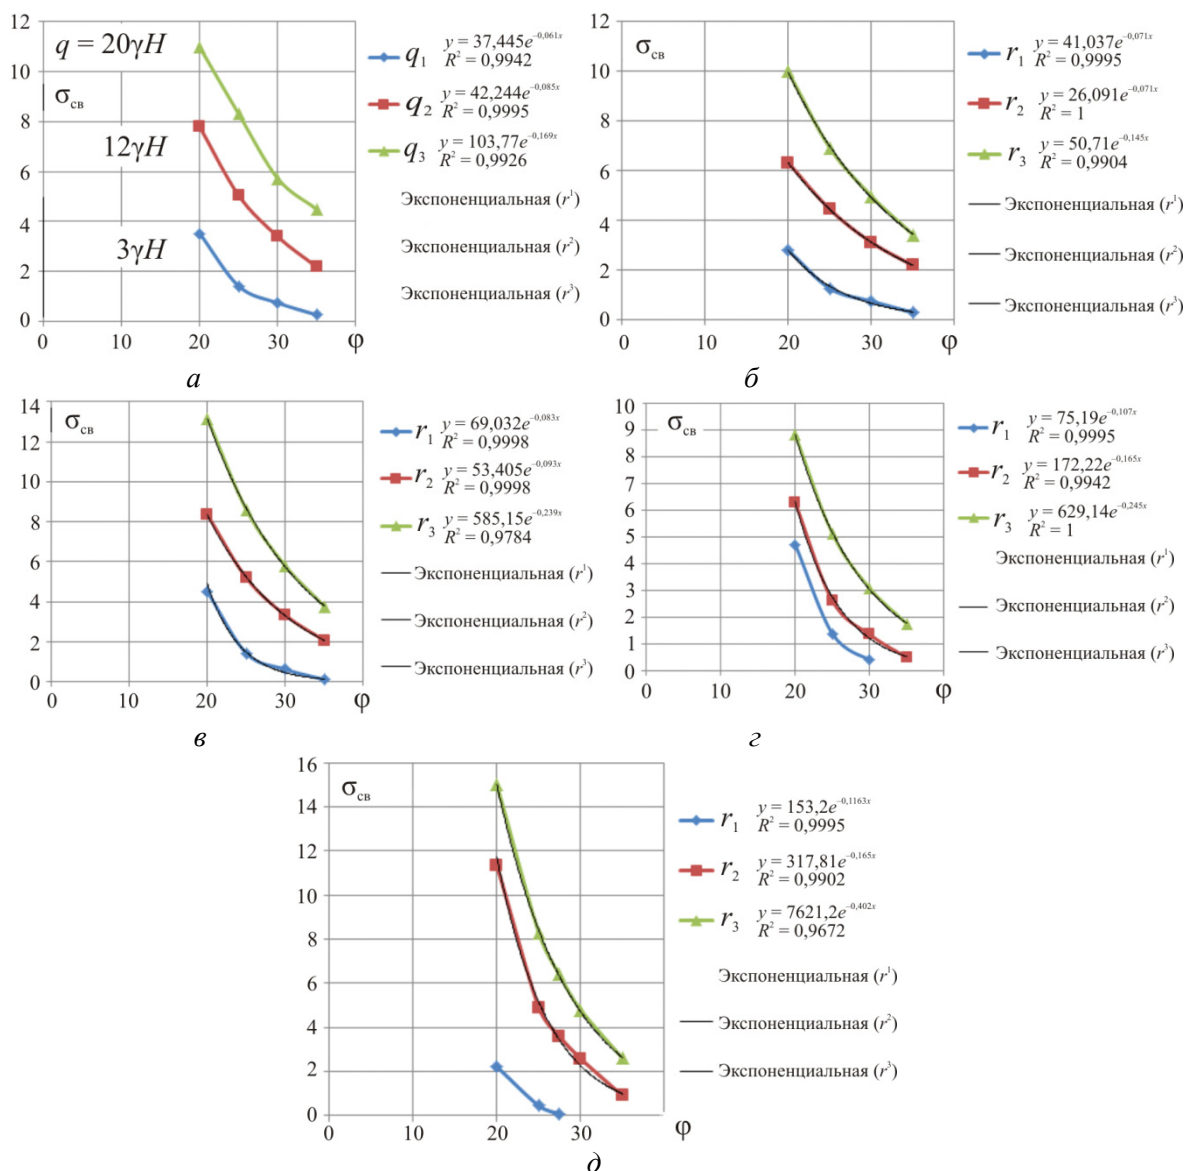 12
10
8
6
4
2
0
q = 20γH
σсв
12γH
3γH
0 10 20 30 φ
q₁ y = 37,445e^–0,061x
R² = 0,9942
q₂ y = 42,244e^–0,085x
R² = 0,9995
q₃ y = 103,77e^–0,169x
R² = 0,9926
Экспоненциальная (r¹)
Экспоненциальная (r²)
Экспоненциальная (r³)
а
12
10
8
6
4
2
0
σсв
0 10 20 30 φ
r₁ y = 41,037e^–0,071x
R² = 0,9995
r₂ y = 26,091e^–0,071x
R² = 1
r₃ y = 50,71e^–0,145x
R² = 0,9904
Экспоненциальная (r¹)
Экспоненциальная (r²)
Экспоненциальная (r³)
б
14
12
10
8
6
4
2
0
σсв
0 10 20 30 φ
r₁ y = 69,032e^–0,083x
R² = 0,9998
r₂ y = 53,405e^–0,093x
R² = 0,9998
r₃ y = 585,15e^–0,239x
R² = 0,9784
Экспоненциальная (r¹)
Экспоненциальная (r²)
Экспоненциальная (r³)
в
10
9
8
7
6
5
4
3
2
1
0
σсв
0 10 20 30 φ
r₁ y = 75,19e^–0,107x
R² = 0,9995
r₂ y = 172,22e^–0,165x
R² = 0,9942
r₃ y = 629,14e^–0,245x
R² = 1
Экспоненциальная (r¹)
Экспоненциальная (r²)
Экспоненциальная (r³)
г
16
14
12
10
8
6
4
2
0
σсв
0 10 20 30 φ
r₁ y = 153,2e^–0,1163x
R² = 0,9995
r₂ y = 317,81e^–0,165x
R² = 0,9902
r₃ y = 7621,2e^–0,402x
R² = 0,9672
Экспоненциальная (r¹)
Экспоненциальная (r²)
Экспоненциальная (r³)
д